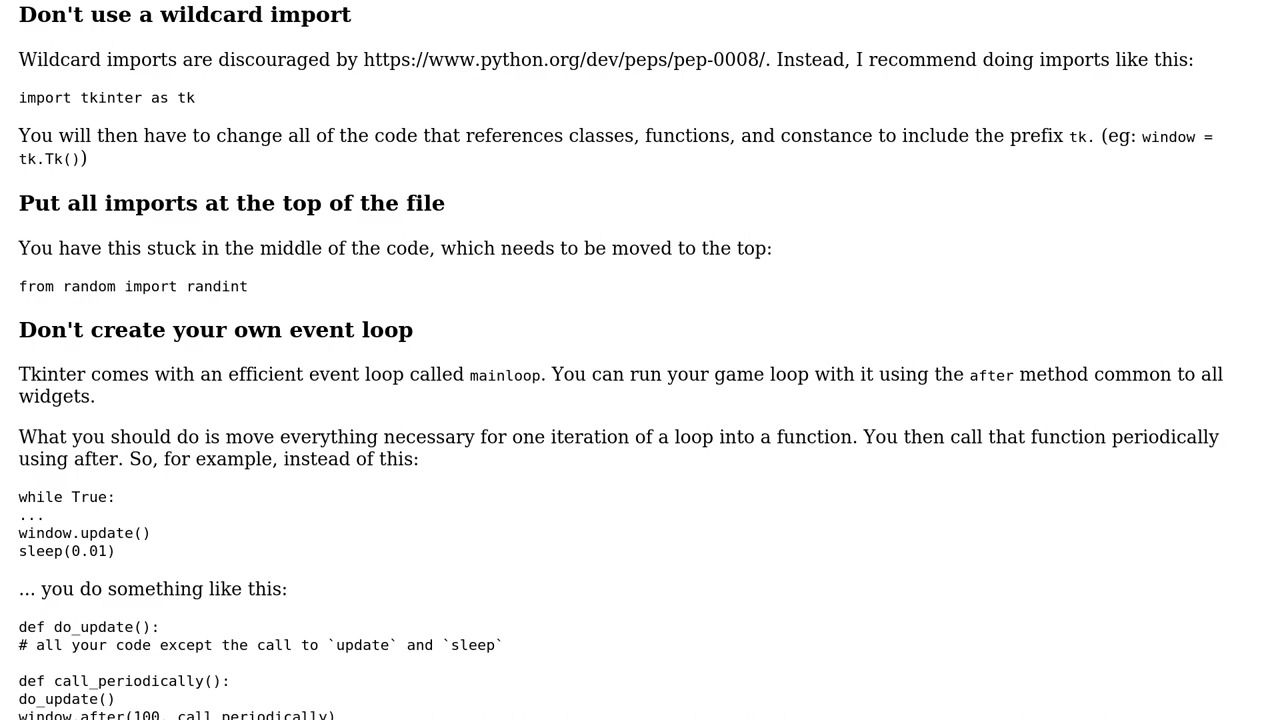 Don't use a wildcard import
Wildcard imports are discouraged by https://www.python.org/dev/peps/pep-0008/. Instead, I recommend doing imports like this:
import tkinter as tk
You will then have to change all of the code that references classes, functions, and constance to include the prefix tk. (eg: window =
tk.Tk())
Put all imports at the top of the file
You have this stuck in the middle of the code, which needs to be moved to the top:
from random import randint
Don't create your own event loop
Tkinter comes with an efficient event loop called mainloop. You can run your game loop with it using the after method common to all
widgets.
What you should do is move everything necessary for one iteration of a loop into a function. You then call that function periodically
using after. So, for example, instead of this:
while True:
...
window.update()
sleep(0.01)
... you do something like this:
def do_update():
# all your code except the call to `update` and `sleep`
def call_periodically():
do_update()
window.after(100, call_periodically)